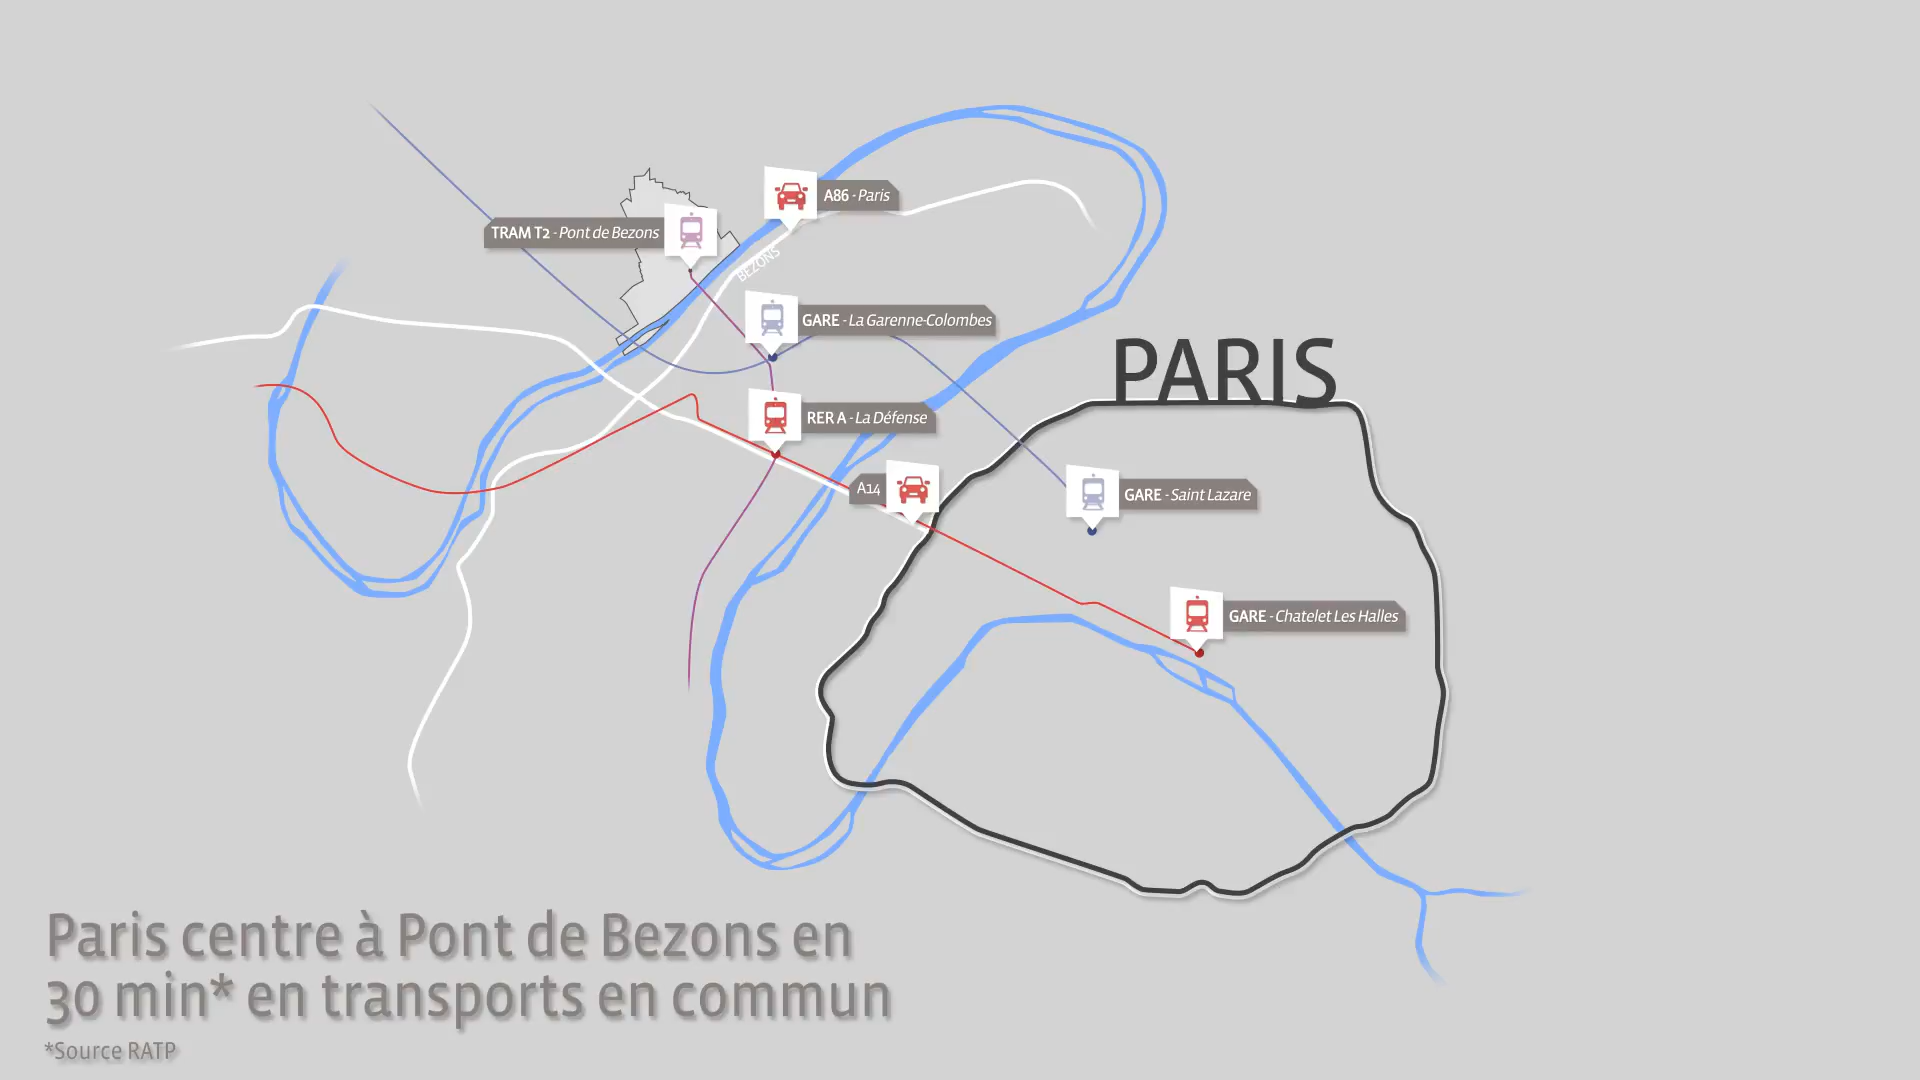 A86 - Paris
TRAM T2 - Pont de Bezons
BEZONS
GARE - La Garenne-Colombes
PARIS
RER A - La Défense
A14
GARE - Saint Lazare
GARE - Chatelet Les Halles
Paris centre à Pont de Bezons en
30 min* en transports en commun
*Source RATP